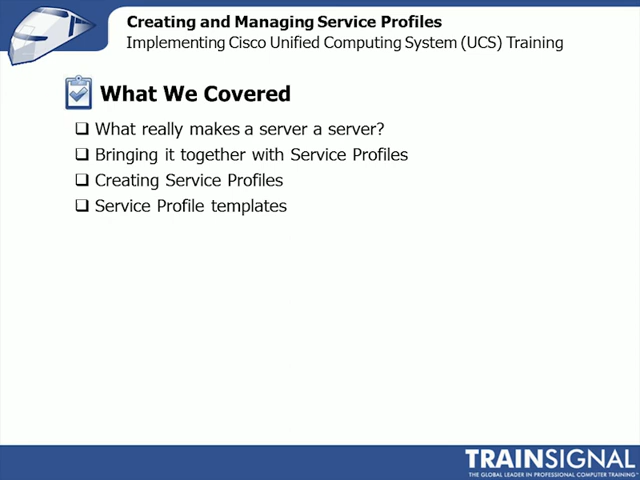 Creating and Managing Service Profiles
Implementing Cisco Unified Computing System (UCS) Training
What We Covered
What really makes a server a server?
Bringing it together with Service Profiles
Creating Service Profiles
Service Profile templates
TRAINSIGNAL
THE GLOBAL LEADER IN PROFESSIONAL COMPUTER TRAINING